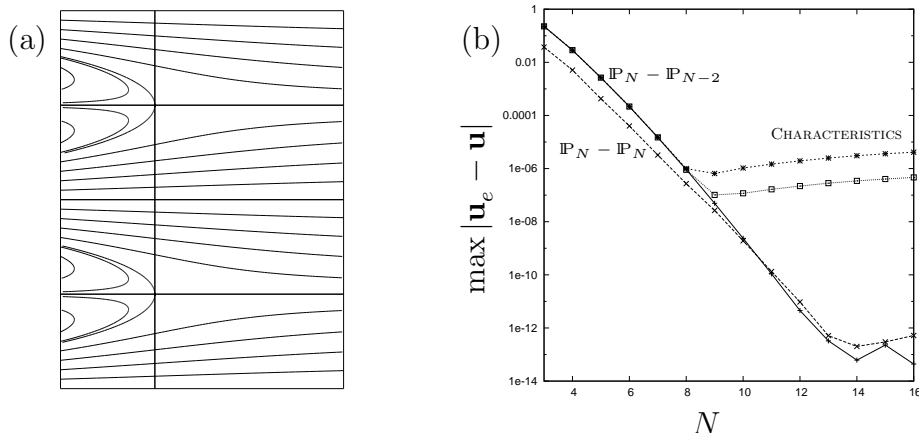 (a)
(b)
max |𝐮ₑ − 𝐮|
1
0.01
0.0001
1e-06
1e-08
1e-10
1e-12
1e-14
ℙ_N − ℙ_{N−2}
ℙ_N − ℙ_N
CHARACTERISTICS
4 6 8 10 12 14 16
N